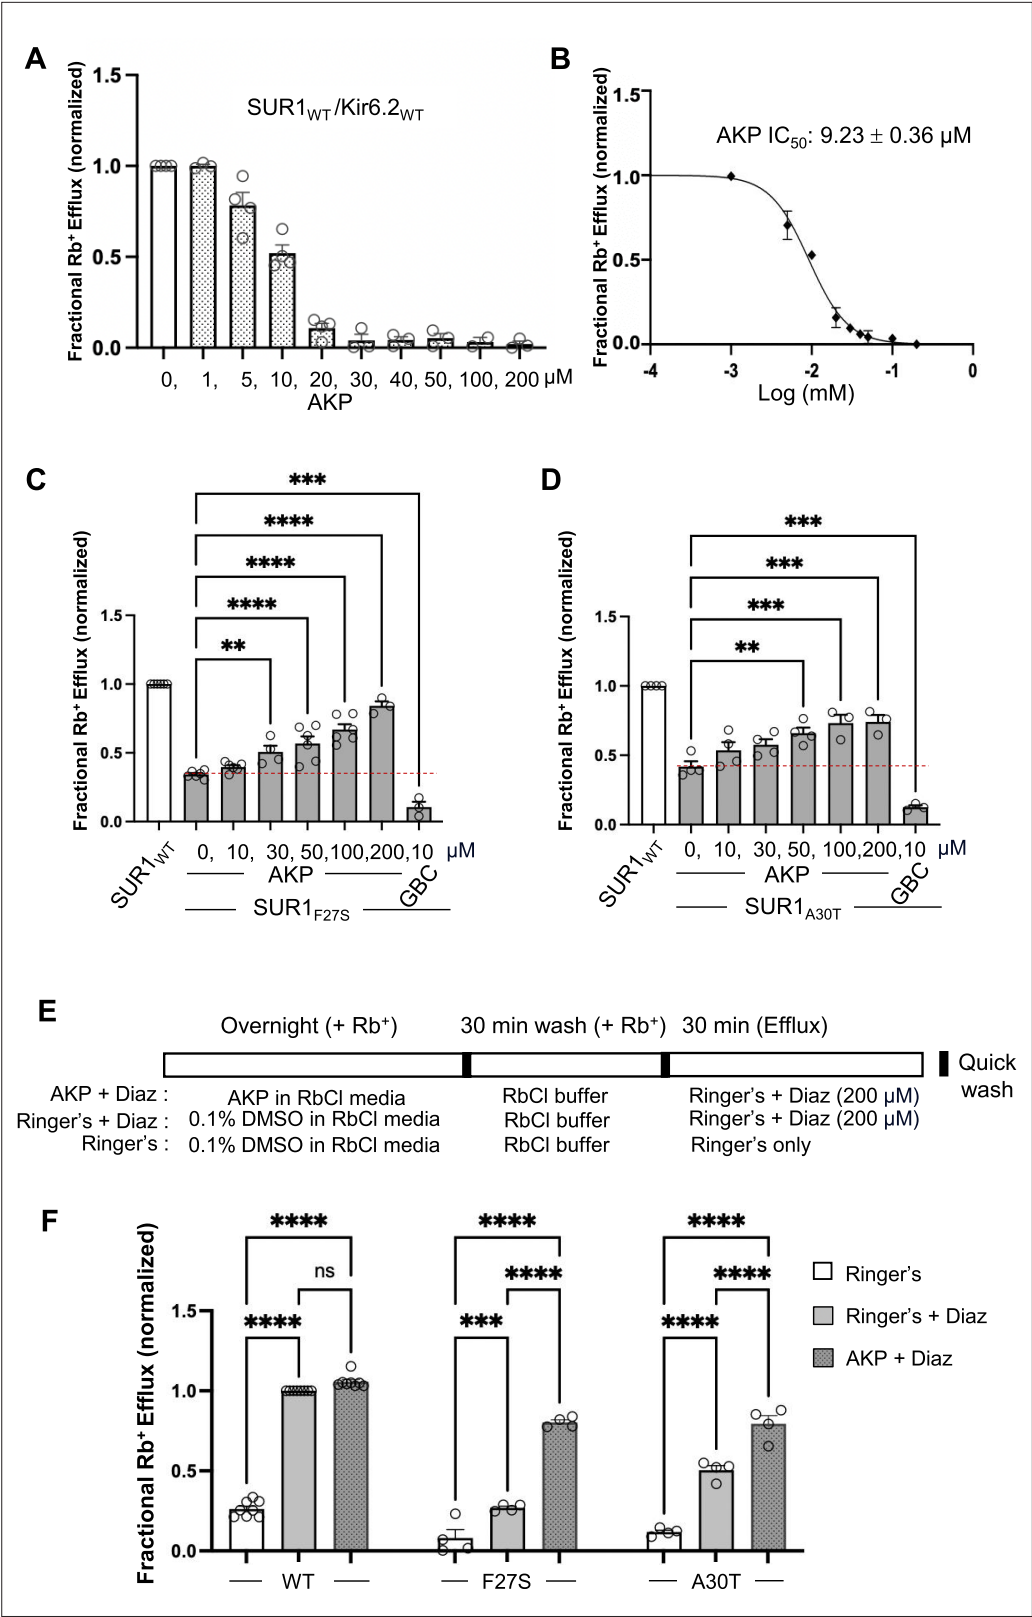 A
Fractional Rb⁺ Efflux (normalized)
1.5
1.0
0.5
0.0
SUR1WT/Kir6.2WT
0, 1, 5, 10, 20, 30, 40, 50, 100, 200 µM
AKP
B
Fractional Rb⁺ Efflux (normalized)
1.5
1.0
0.5
0.0
AKP IC50: 9.23 ± 0.36 µM
-4 -3 -2 -1 0
Log (mM)
C
Fractional Rb⁺ Efflux (normalized)
***
****
****
****
**
1.5
1.0
0.5
0.0
SUR1WT
0, 10, 30, 50, 100, 200, 10 µM
AKP
GBC
SUR1F27S
D
Fractional Rb⁺ Efflux (normalized)
***
***
***
**
1.5
1.0
0.5
0.0
SUR1WT
0, 10, 30, 50, 100, 200, 10 µM
AKP
GBC
SUR1A30T
E
Overnight (+ Rb⁺) 30 min wash (+ Rb⁺) 30 min (Efflux)
Quick
wash
AKP + Diaz : AKP in RbCl media RbCl buffer Ringer's + Diaz (200 µM)
Ringer's + Diaz : 0.1% DMSO in RbCl media RbCl buffer Ringer's + Diaz (200 µM)
Ringer's : 0.1% DMSO in RbCl media RbCl buffer Ringer's only
F
Fractional Rb⁺ Efflux (normalized)
1.5
1.0
0.5
0.0
**** **** ****
ns **** ****
**** *** ****
Ringer's
Ringer's + Diaz
AKP + Diaz
WT F27S A30T